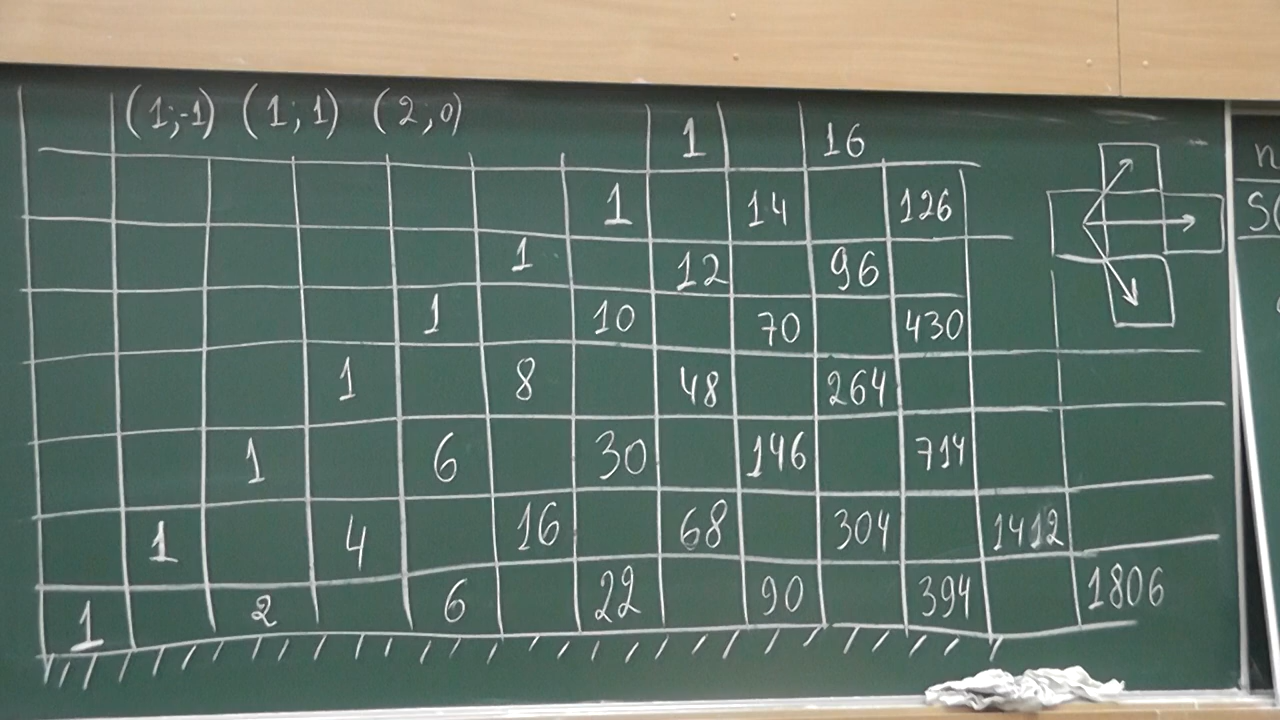 (1;-1) (1;1) (2;0) 1 16
1 14 126
1 12 96
1 10 70 430
1 8 48 264
1 6 30 146 714
1 4 16 68 304 1412
1 2 6 22 90 394 1806
n
S(